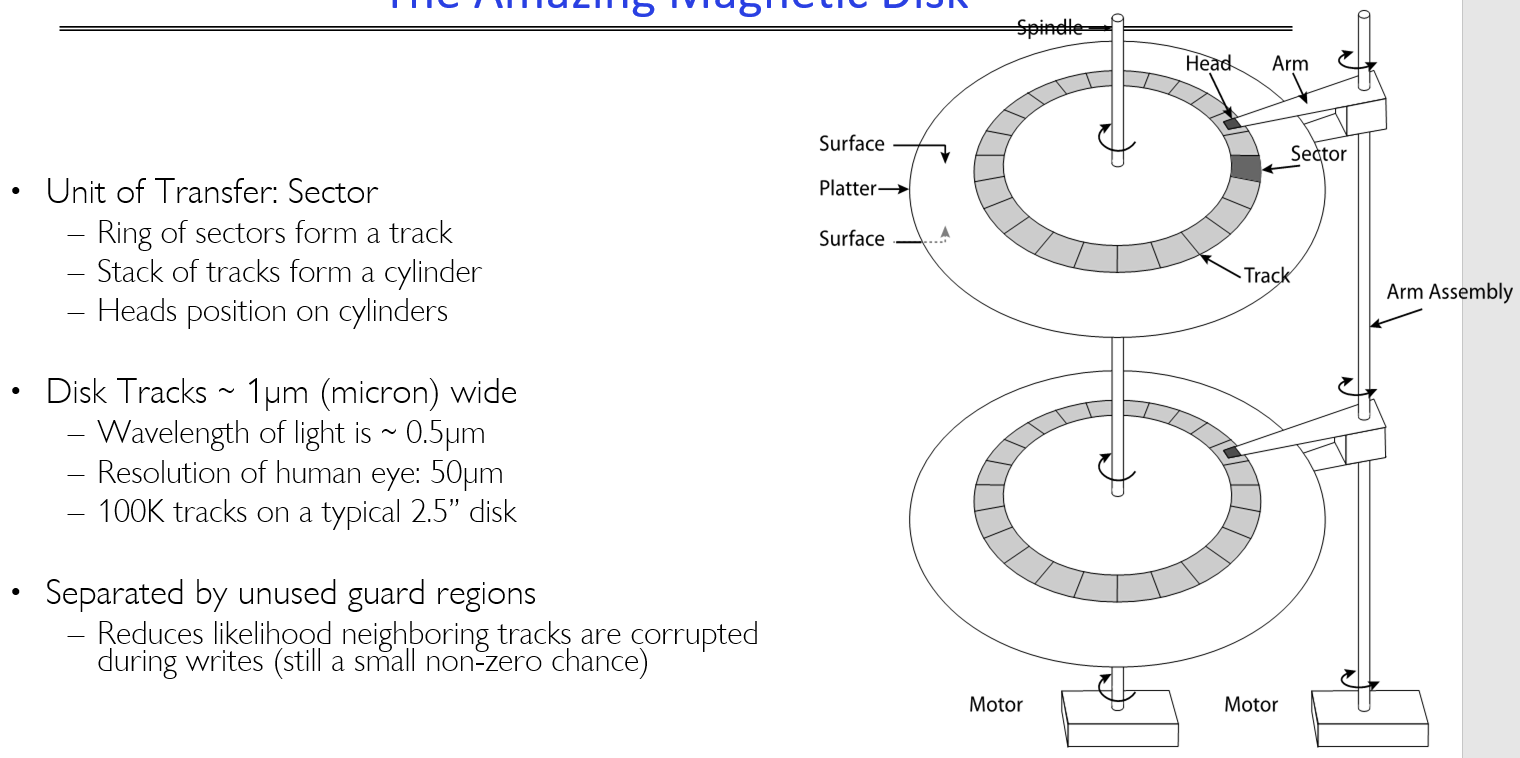 The Amazing Magnetic Disk
• Unit of Transfer: Sector
– Ring of sectors form a track
– Stack of tracks form a cylinder
– Heads position on cylinders
• Disk Tracks ~ 1µm (micron) wide
– Wavelength of light is ~ 0.5µm
– Resolution of human eye: 50µm
– 100K tracks on a typical 2.5” disk
• Separated by unused guard regions
– Reduces likelihood neighboring tracks are corrupted
during writes (still a small non-zero chance)
Spindle
Head
Arm
Surface
Sector
Platter
Surface
Track
Arm Assembly
Motor
Motor